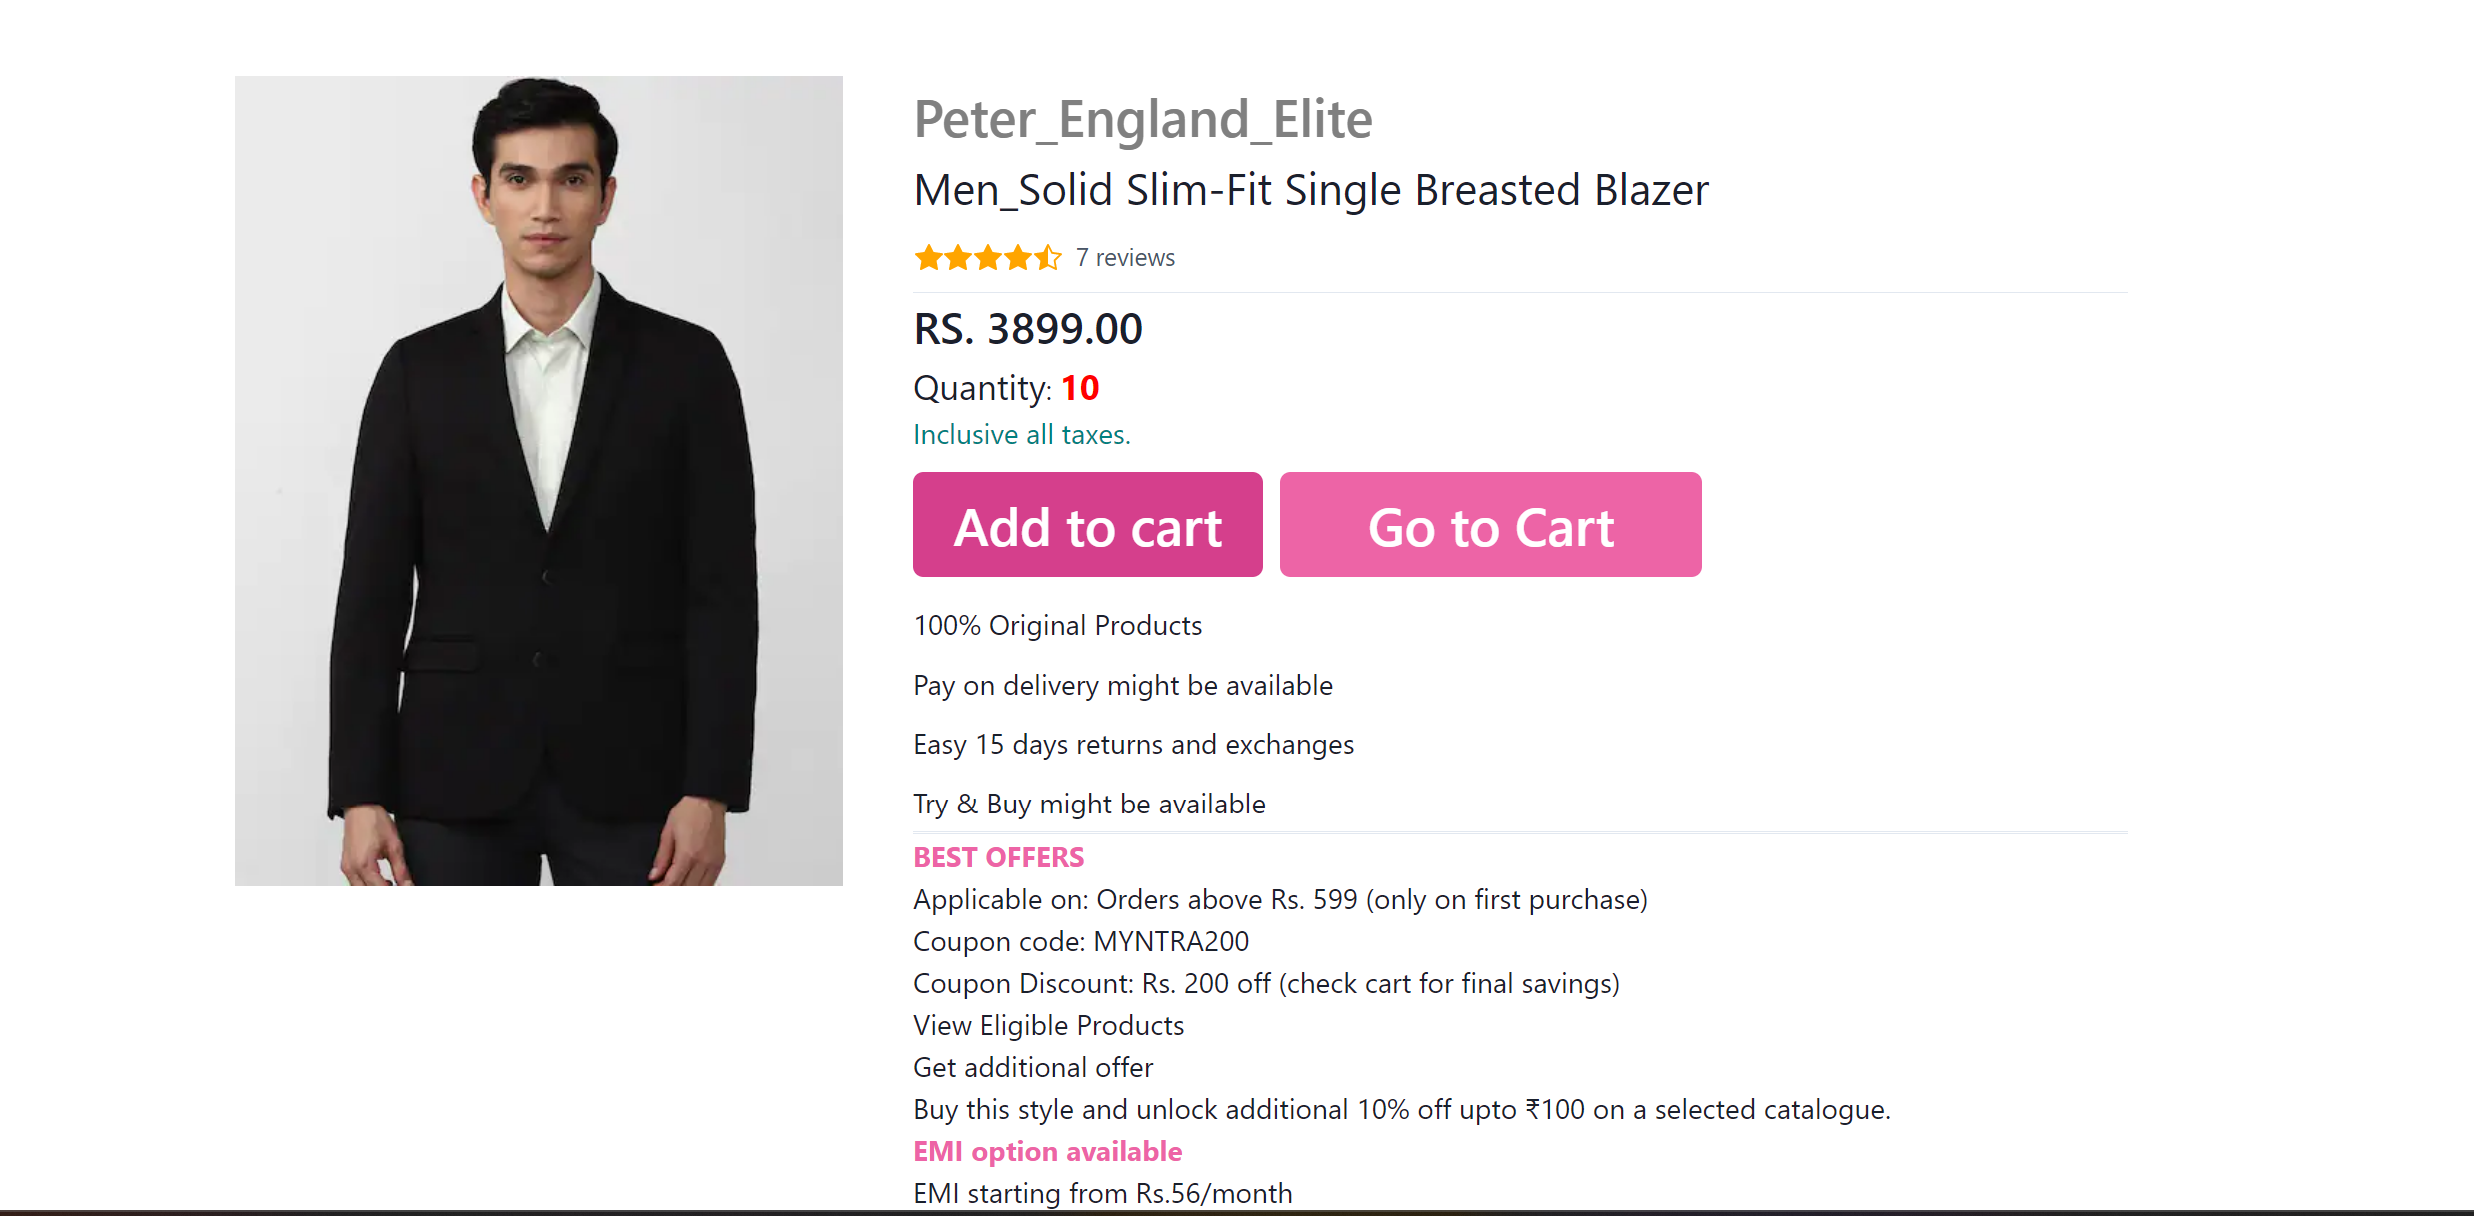 Peter_England_Elite
Men_Solid Slim-Fit Single Breasted Blazer
7 reviews
RS. 3899.00
Quantity: 10
Inclusive all taxes.
Add to cart
Go to Cart
100% Original Products
Pay on delivery might be available
Easy 15 days returns and exchanges
Try & Buy might be available
BEST OFFERS
Applicable on: Orders above Rs. 599 (only on first purchase)
Coupon code: MYNTRA200
Coupon Discount: Rs. 200 off (check cart for final savings)
View Eligible Products
Get additional offer
Buy this style and unlock additional 10% off upto ₹100 on a selected catalogue.
EMI option available
EMI starting from Rs.56/month